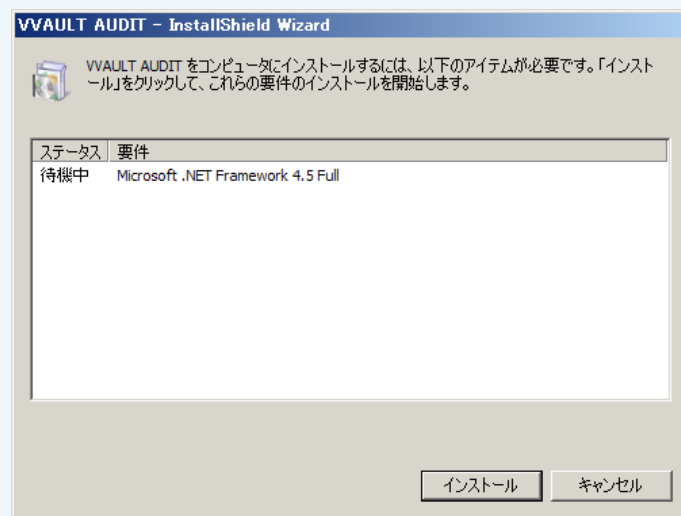 VVAULT AUDIT - InstallShield Wizard
VVAULT AUDIT をコンピュータにインストールするには、以下のアイテムが必要です。「インスト
ール」をクリックして、これらの要件のインストールを開始します。
ステータス 要件
待機中 Microsoft .NET Framework 4.5 Full
インストール キャンセル